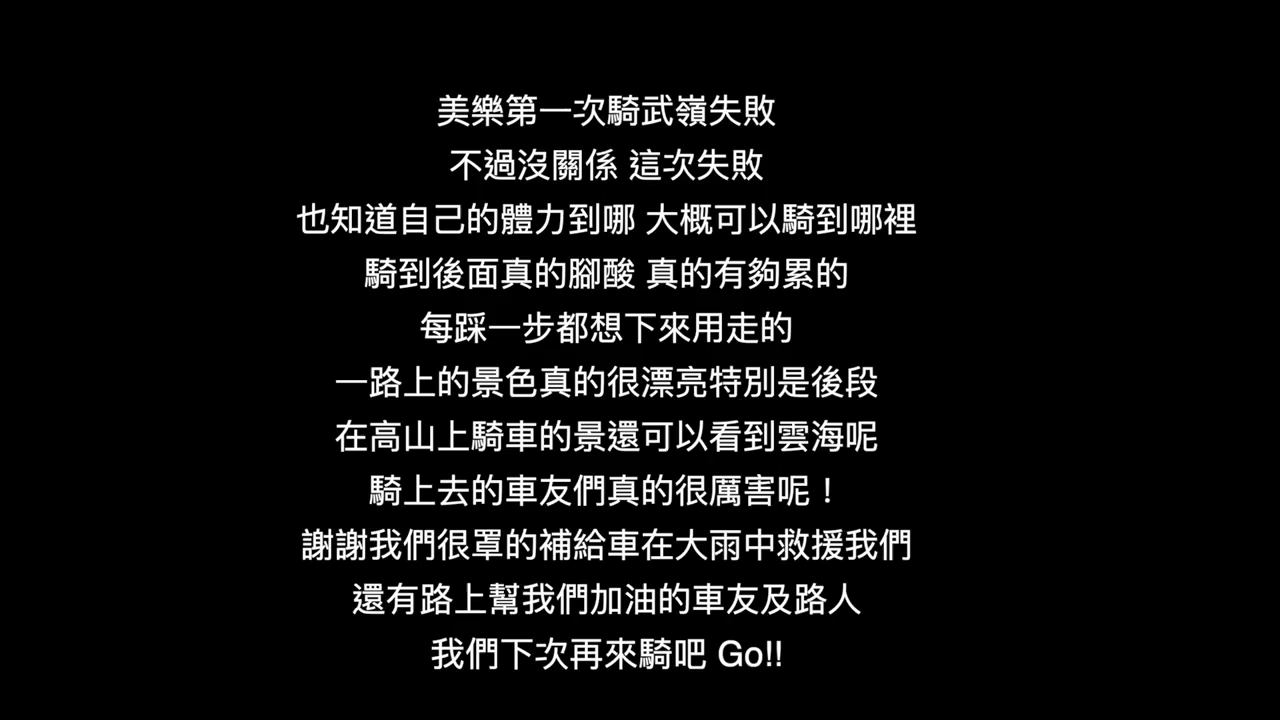 美樂第一次騎武嶺失敗
不過沒關係 這次失敗
也知道自己的體力到哪 大概可以騎到哪裡
騎到後面真的腳酸 真的有夠累的
每踩一步都想下來用走的
一路上的景色真的很漂亮特別是後段
在高山上騎車的景還可以看到雲海呢
騎上去的車友們真的很厲害呢！
謝謝我們很罩的補給車在大雨中救援我們
還有路上幫我們加油的車友及路人
我們下次再來騎吧 Go!!